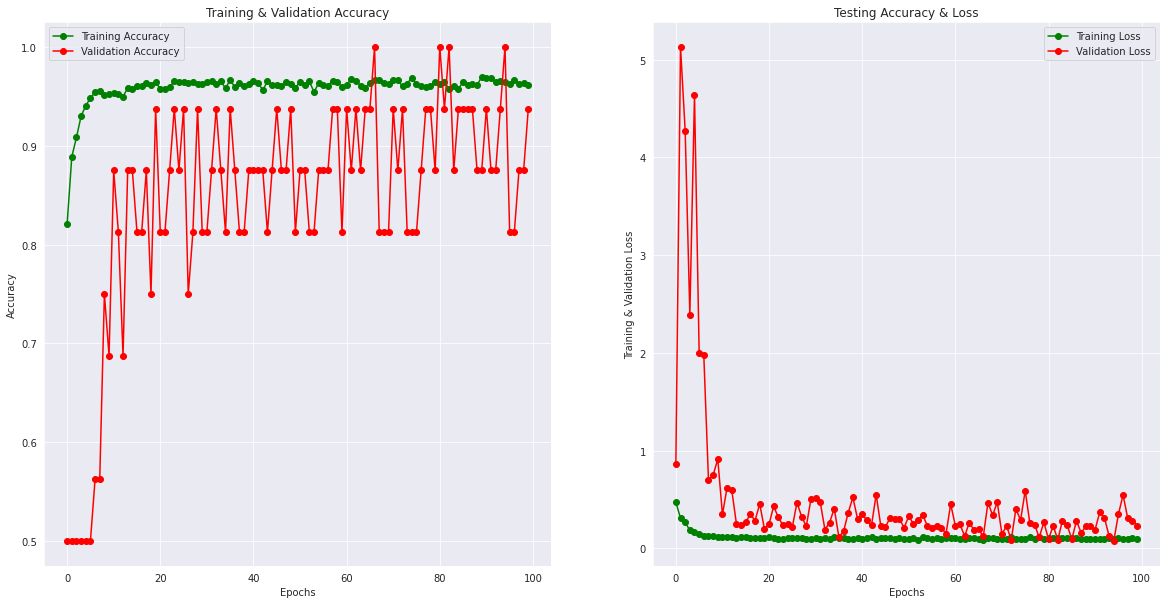 Training & Validation Accuracy
Training Accuracy
Validation Accuracy
1.0
0.9
0.8
0.7
0.6
0.5
Accuracy
0
20
40
60
80
100
Epochs
Testing Accuracy & Loss
Training Loss
Validation Loss
5
4
3
2
1
0
Training & Validation Loss
0
20
40
60
80
100
Epochs